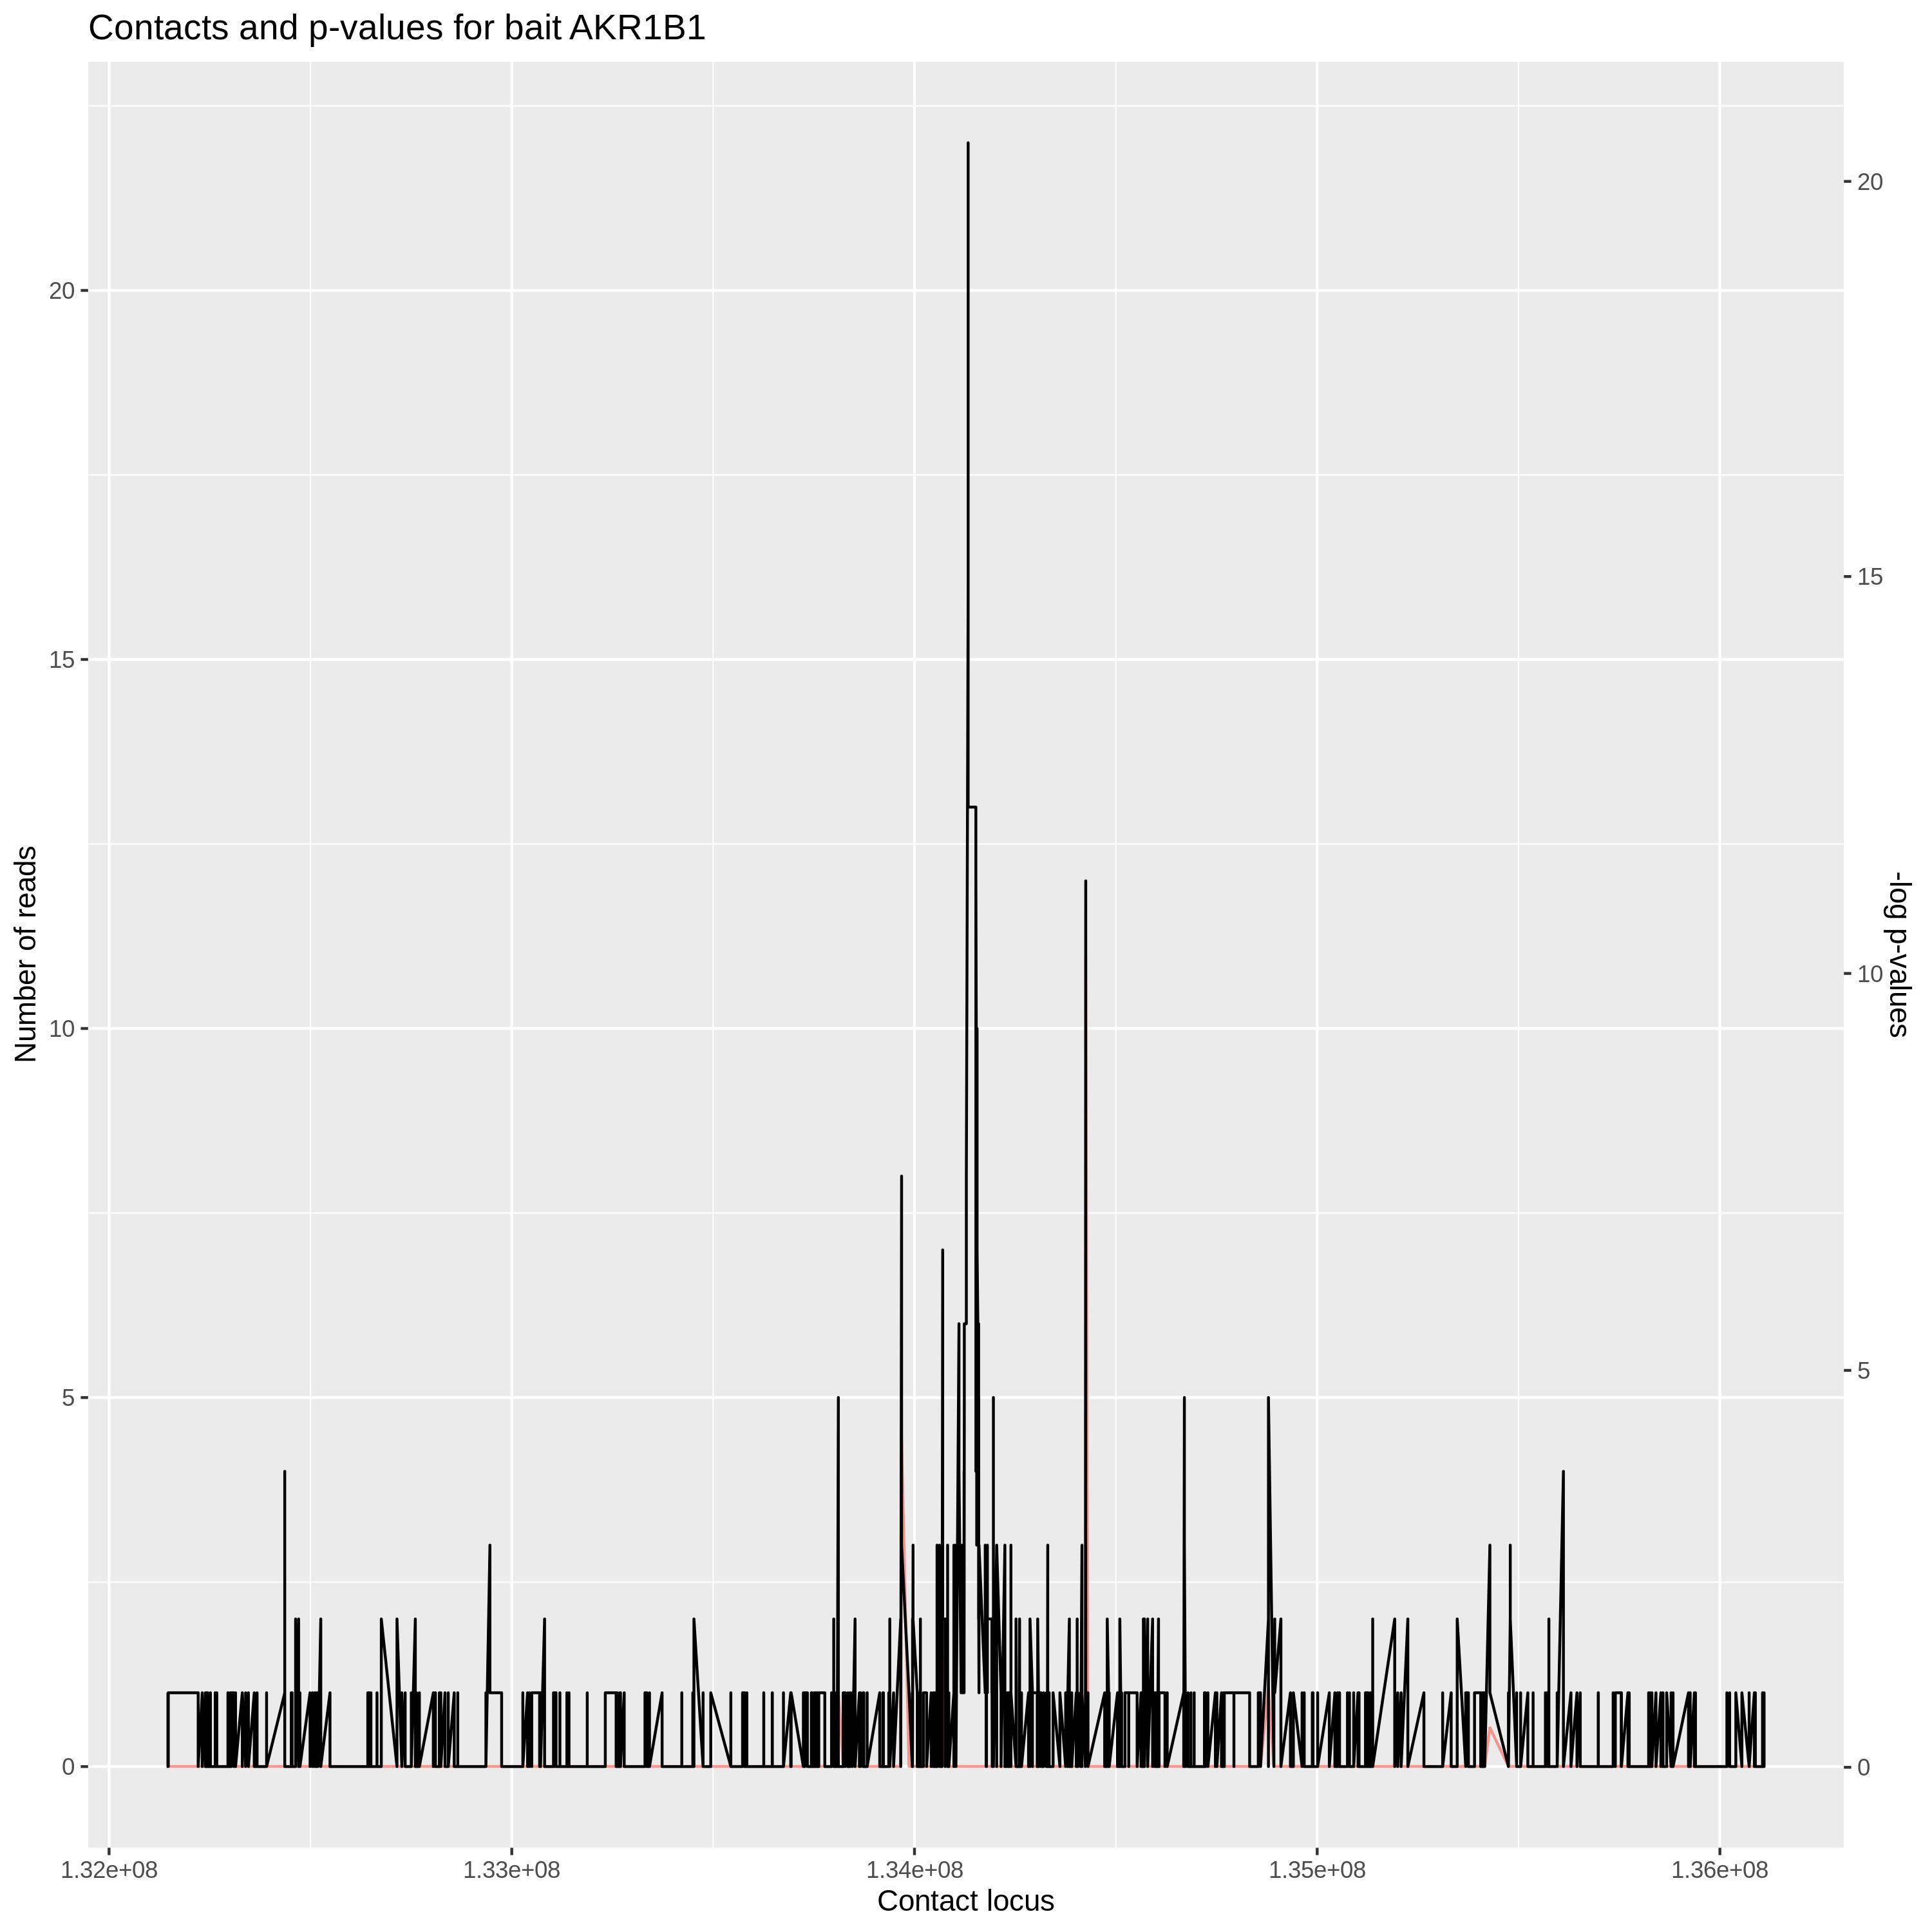 Contacts and p-values for bait AKR1B1
20
15
10
5
0
Number of reads
20
15
10
5
0
-log p-values
1.32e+08 1.33e+08 1.34e+08 1.35e+08 1.36e+08
Contact locus